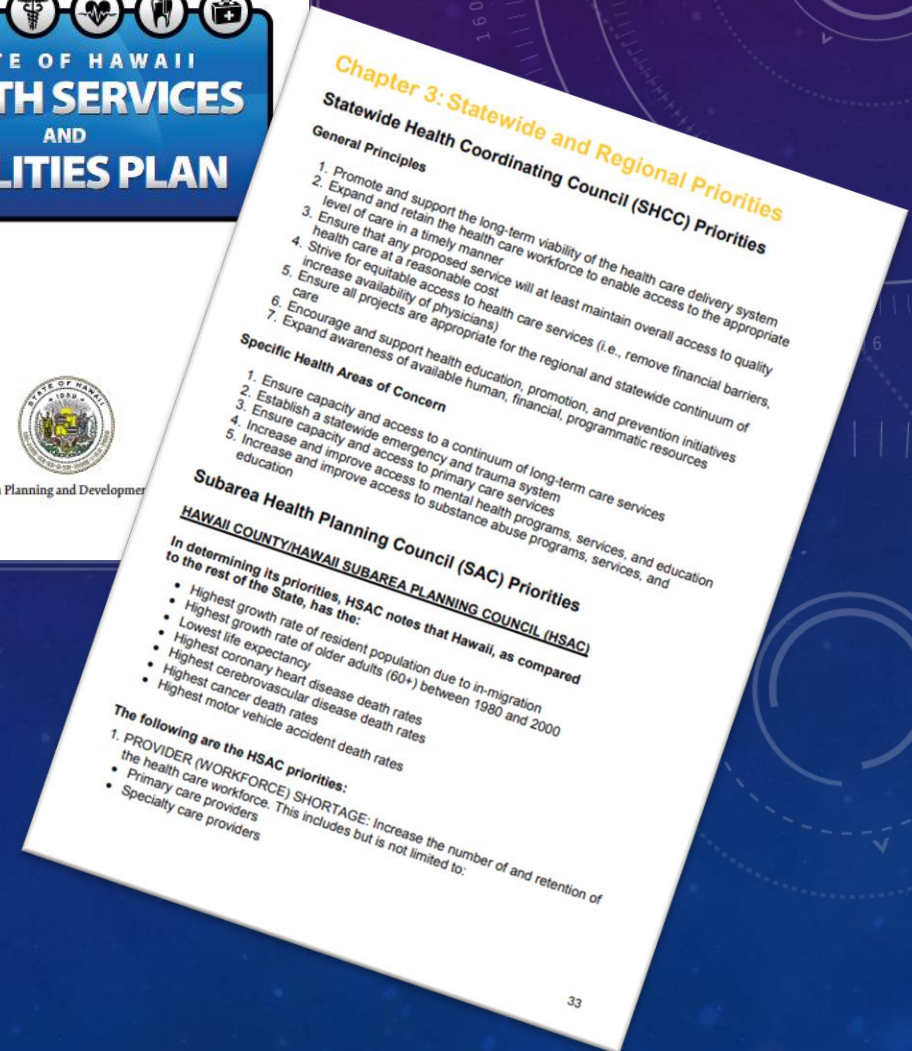 E OF HAWAII
TH SERVICES
AND
LITIES PLAN
STATE OF HAWAII
1959
Planning and Developmen
Chapter 3: Statewide and Regional Priorities
Statewide Health Coordinating Council (SHCC) Priorities
General Principles
1. Promote and support the long-term viability of the health care delivery system
2. Expand and retain the health care workforce to enable access to the appropriate
level of care in a timely manner
3. Ensure that any proposed service will at least maintain overall access to quality
health care at a reasonable cost
4. Strive for equitable access to health care services (i.e., remove financial barriers,
increase availability of physicians)
5. Ensure all projects are appropriate for the regional and statewide continuum of
care
6. Encourage and support health education, promotion, and prevention initiatives
7. Expand awareness of available human, financial, programmatic resources
Specific Health Areas of Concern
1. Ensure capacity and access to a continuum of long-term care services
2. Establish a statewide emergency and trauma system
3. Ensure capacity and access to primary care services
4. Increase and improve access to mental health programs, services, and education
5. Increase and improve access to substance abuse programs, services, and
education
Subarea Health Planning Council (SAC) Priorities
HAWAII COUNTY/HAWAII SUBAREA PLANNING COUNCIL (HSAC)
In determining its priorities, HSAC notes that Hawaii, as compared
to the rest of the State, has the:
• Highest growth rate of resident population due to in-migration
• Highest growth rate of older adults (60+) between 1980 and 2000
• Lowest life expectancy
• Highest coronary heart disease death rates
• Highest cerebrovascular disease death rates
• Highest cancer death rates
• Highest motor vehicle accident death rates
The following are the HSAC priorities:
1. PROVIDER (WORKFORCE) SHORTAGE: Increase the number of and retention of
the health care workforce. This includes but is not limited to:
• Primary care providers
• Specialty care providers
33
160